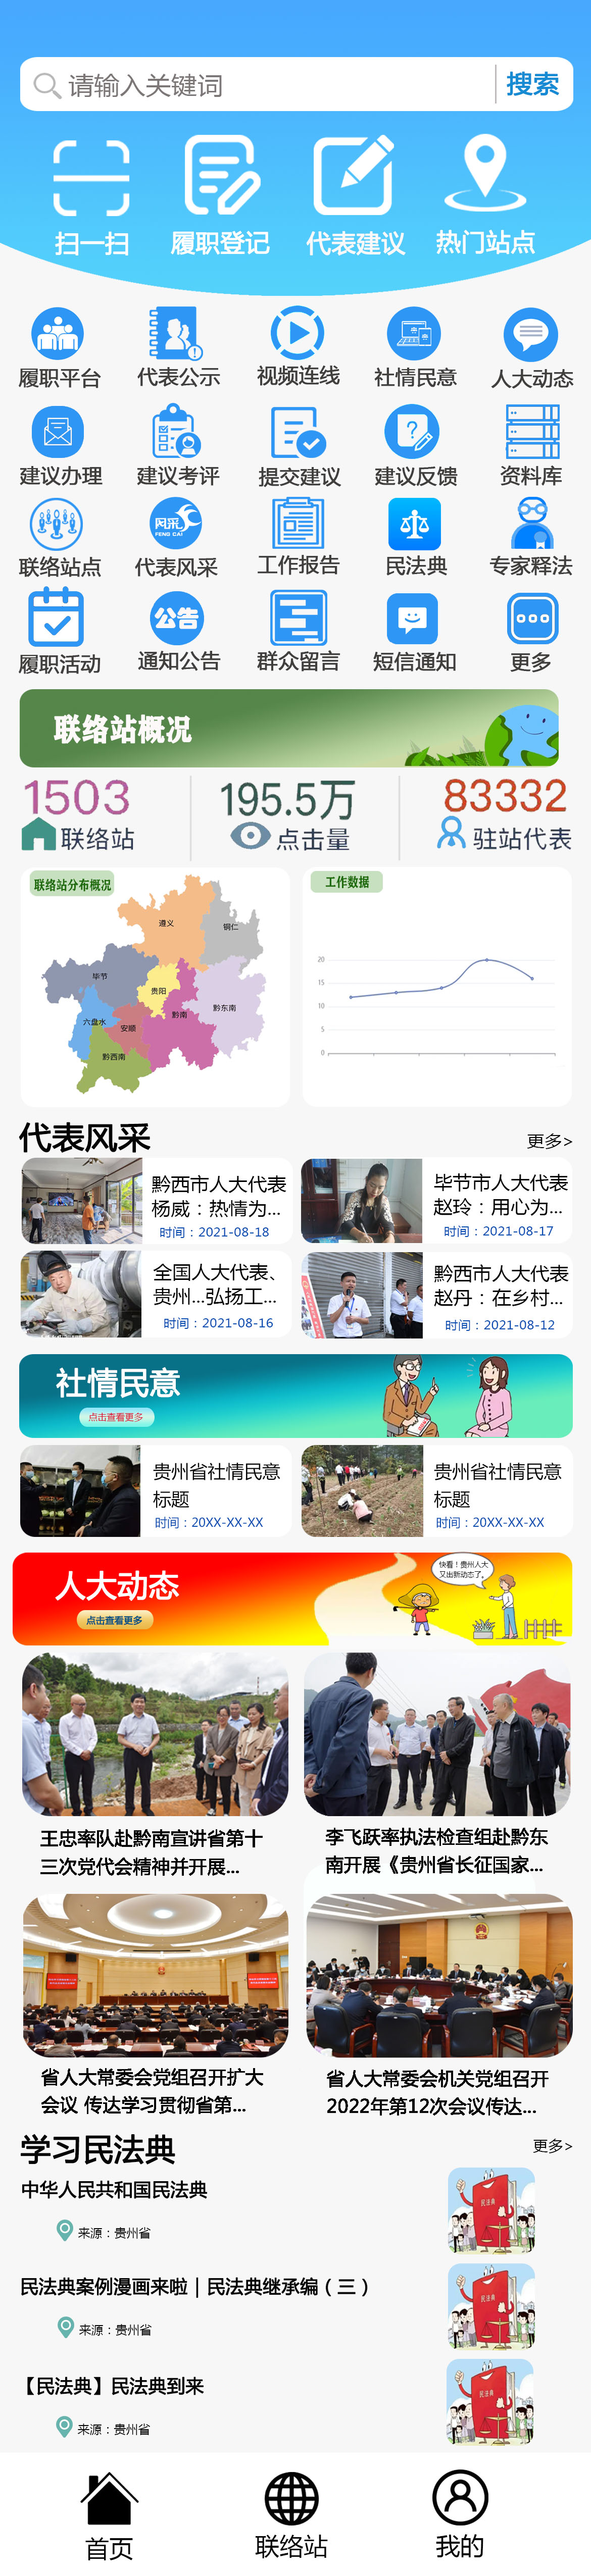 请输入关键词
搜索
扫一扫 履职登记 代表建议 热门站点
履职平台 代表公示 视频连线 社情民意 人大动态
建议办理 建议考评 提交建议 建议反馈 资料库
风采
FENG CAI
联络站点 代表风采 工作报告 民法典 专家释法
公告
履职活动 通知公告 群众留言 短信通知 更多
联络站概况
1503 195.5万 83332
联络站 点击量 驻站代表
联络站分布概况
遵义
铜仁
毕节
贵阳
黔东南
黔南
六盘水
安顺
黔西南
工作数据
20
15
10
5
0
代表风采
更多>
黔西市人大代表
杨威：热情为...
时间：2021-08-18
毕节市人大代表
赵玲：用心为...
时间：2021-08-17
全国人大代表、
贵州...弘扬工...
时间：2021-08-16
黔西市人大代表
赵丹：在乡村...
时间：2021-08-12
社情民意
点击查看更多
贵州省社情民意
标题
时间：20XX-XX-XX
贵州省社情民意
标题
时间：20XX-XX-XX
人大动态
点击查看更多
快看！贵州人大
又出新动态了。
王忠率队赴黔南宣讲省第十
三次党代会精神并开展...
李飞跃率执法检查组赴黔东
南开展《贵州省长征国家...
省人大常委会党组召开扩大
会议 传达学习贯彻省第...
省人大常委会机关党组召开
2022年第12次会议传达...
学习民法典
更多>
中华人民共和国民法典
来源：贵州省
民法典
民法典案例漫画来啦｜民法典继承编（三）
来源：贵州省
民法典
【民法典】民法典到来
来源：贵州省
民法典
首页 联络站 我的